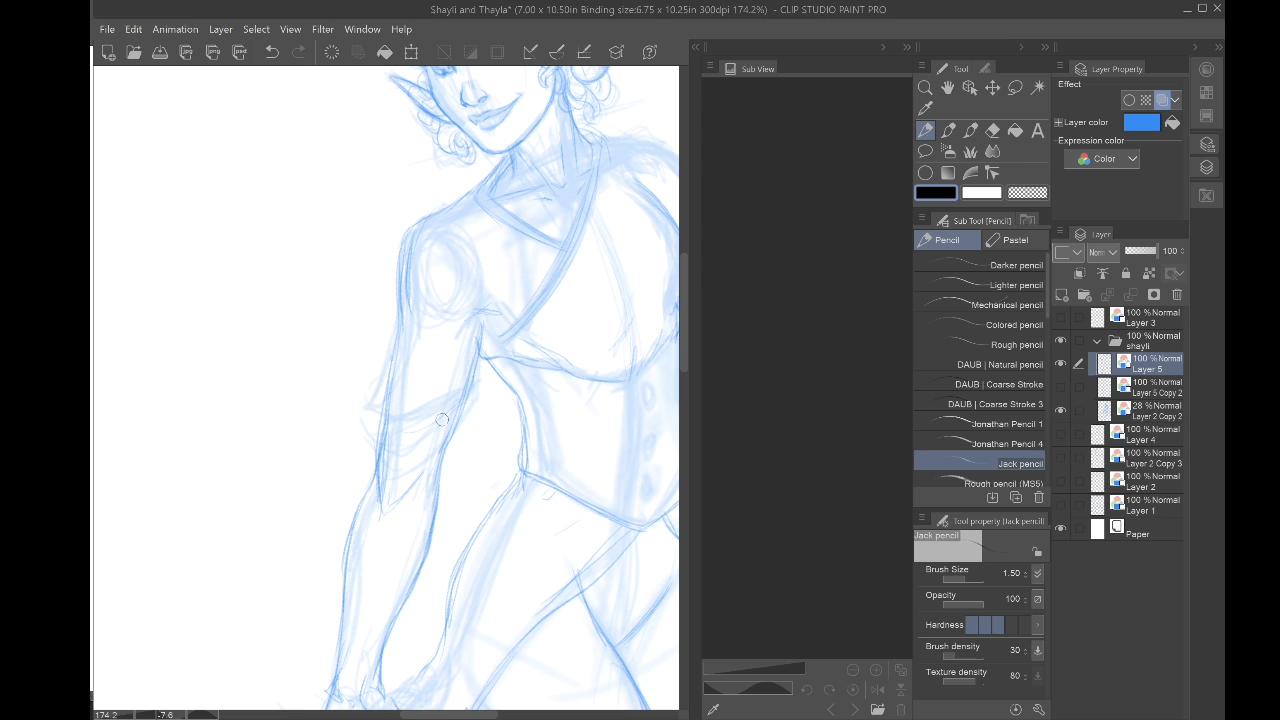 Shayli and Thayla* (7.00 x 10.50in Binding size:6.75 x 10.25in 300dpi 174.2%) - CLIP STUDIO PAINT PRO
File Edit Animation Layer Select View Filter Window Help
Sub View
Tool
Layer Property
Effect
Layer color
Expression color
Color
Sub Tool [Pencil]
Pencil Pastel
Darker pencil
Lighter pencil
Mechanical pencil
Colored pencil
Rough pencil
DAUB | Natural pencil
DAUB | Coarse Stroke
DAUB | Coarse Stroke 3
Jonathan Pencil 1
Jonathan Pencil 4
Jack pencil
Rough pencil (MS5)
Tool property [Jack pencil]
Jack pencil
Brush Size 1.50
Opacity 100
Hardness
Brush density 30
Texture density 80
Layer
Norm 100
100 % Normal
Layer 3
100 % Normal
shayli
100 % Normal
Layer 5
100 % Normal
Layer 5 Copy 2
28 % Normal
Layer 2 Copy 2
100 % Normal
Layer 4
100 % Normal
Layer 2 Copy 3
100 % Normal
Layer 2
100 % Normal
Layer 1
Paper
174.2 -7.6